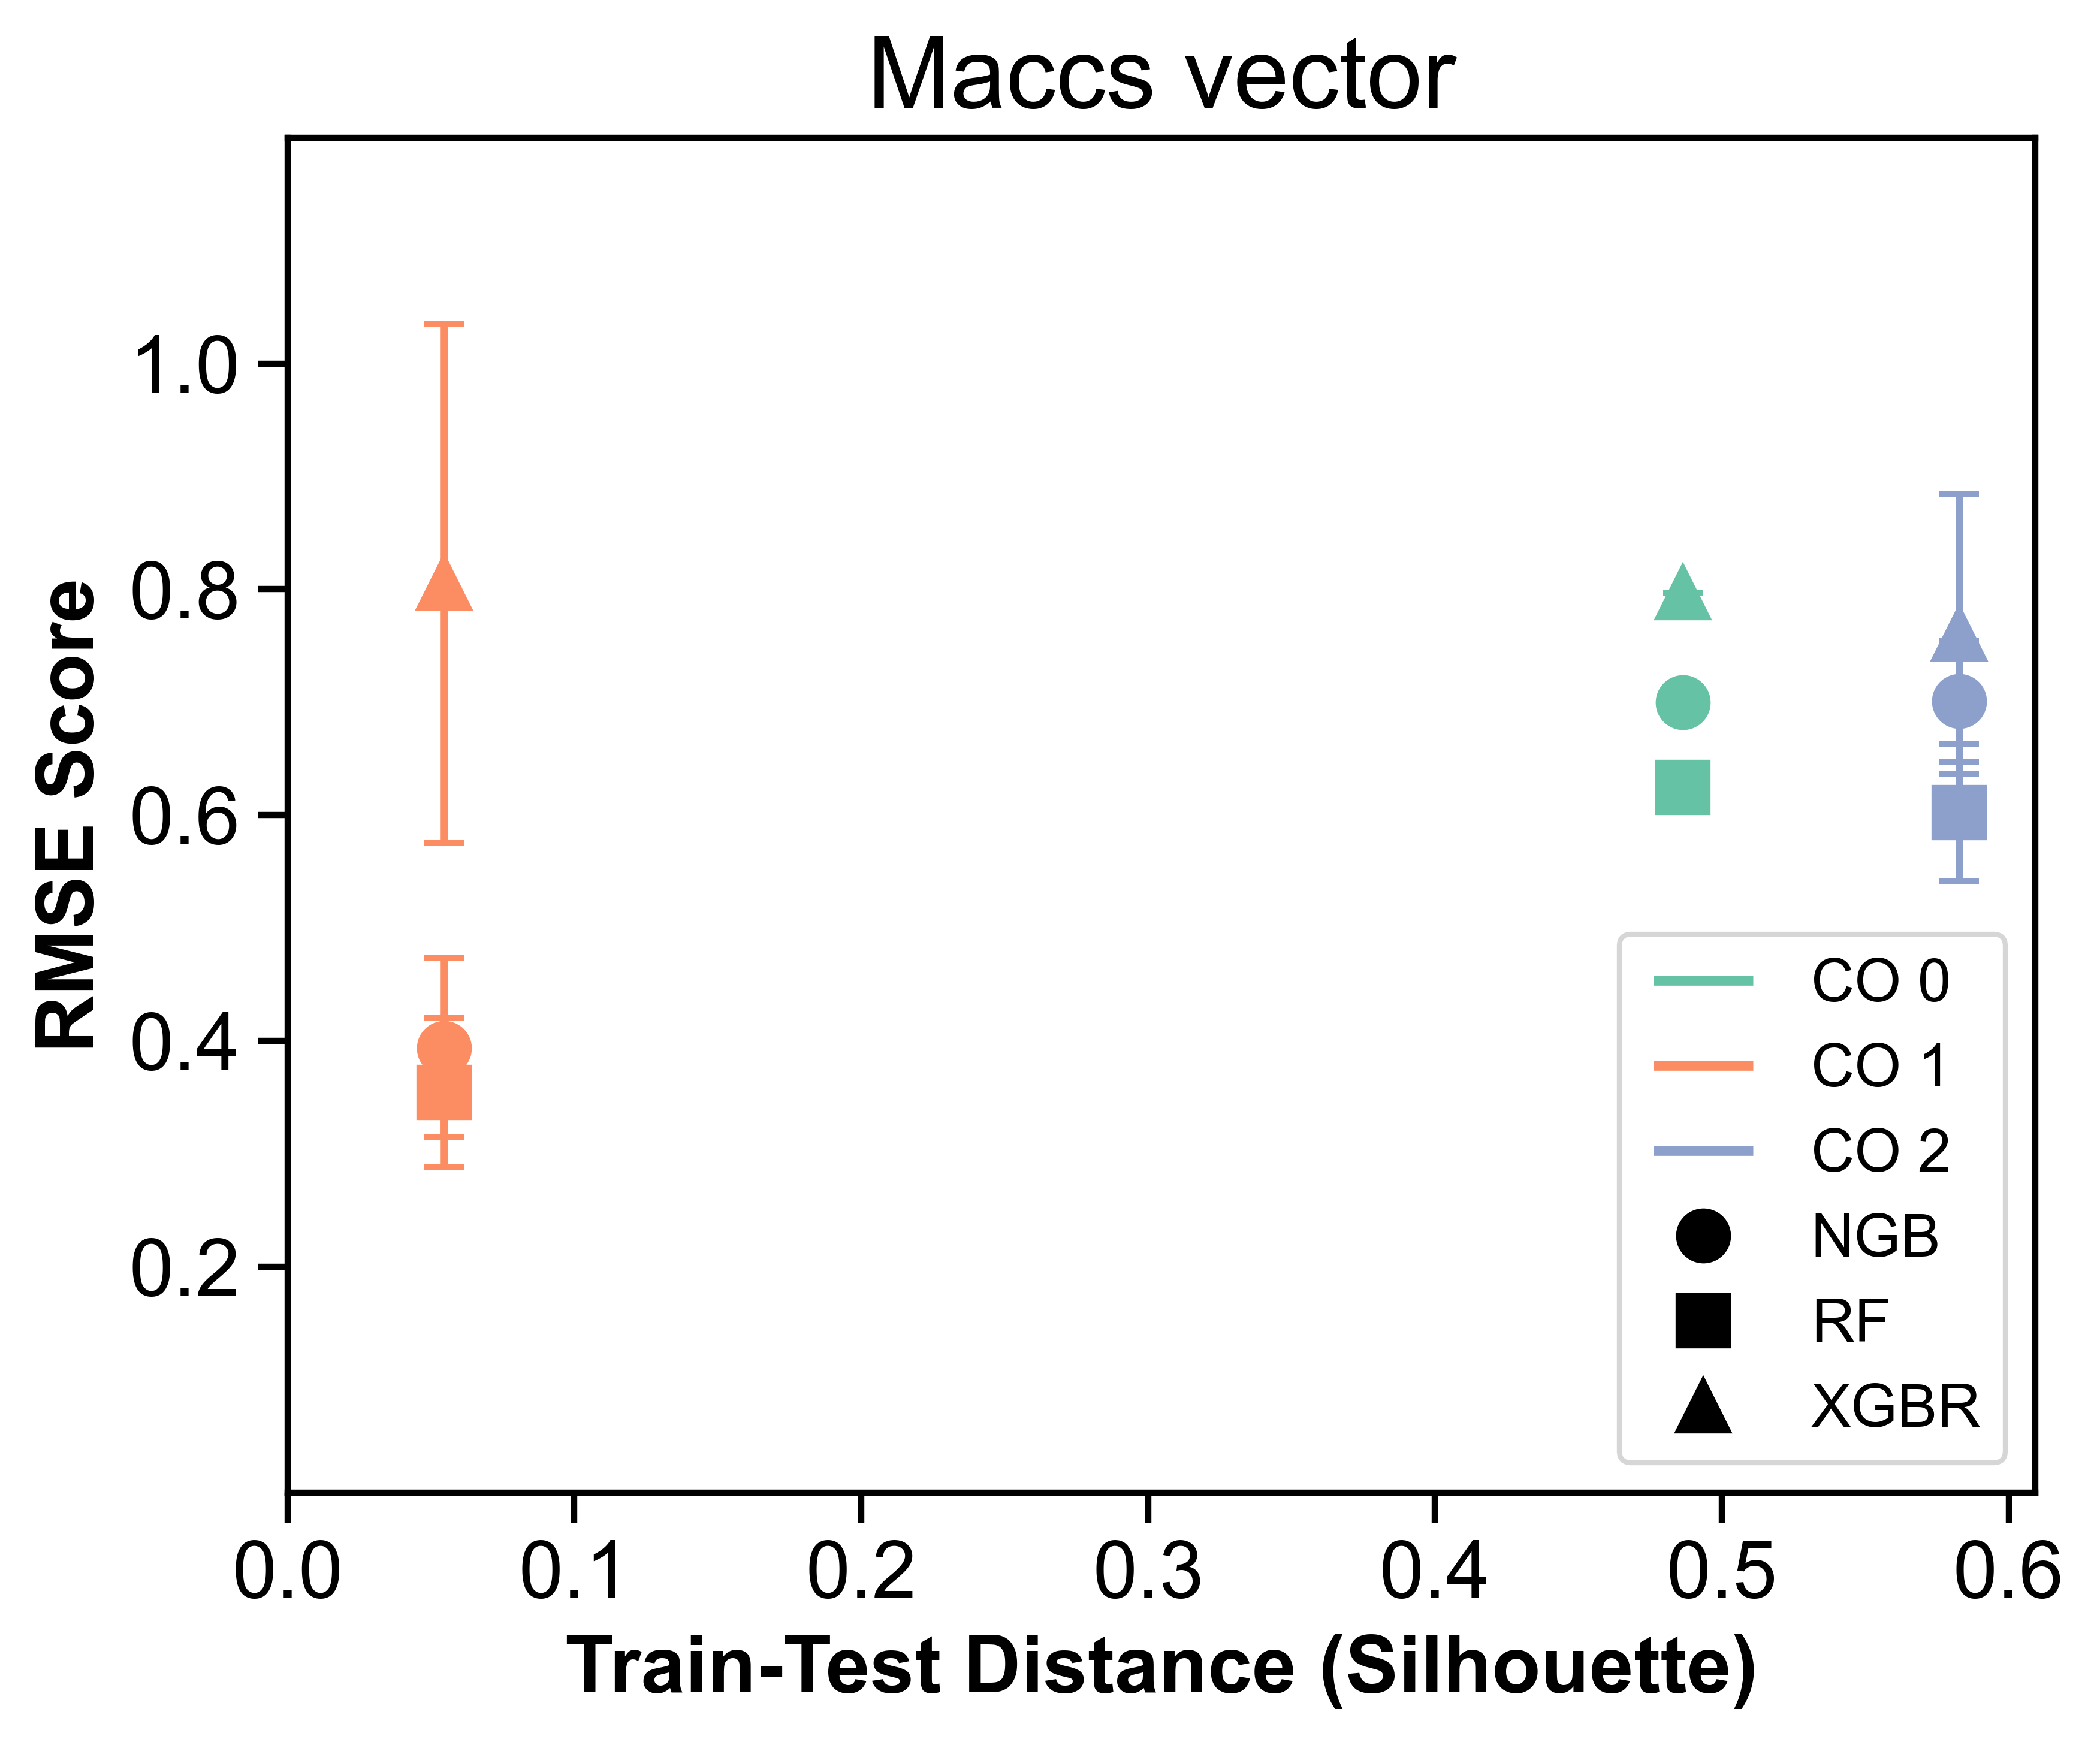 Maccs vector
RMSE Score
1.0
0.8
0.6
0.4
0.2
CO 0
CO 1
CO 2
NGB
RF
XGBR
0.0 0.1 0.2 0.3 0.4 0.5 0.6
Train-Test Distance (Silhouette)